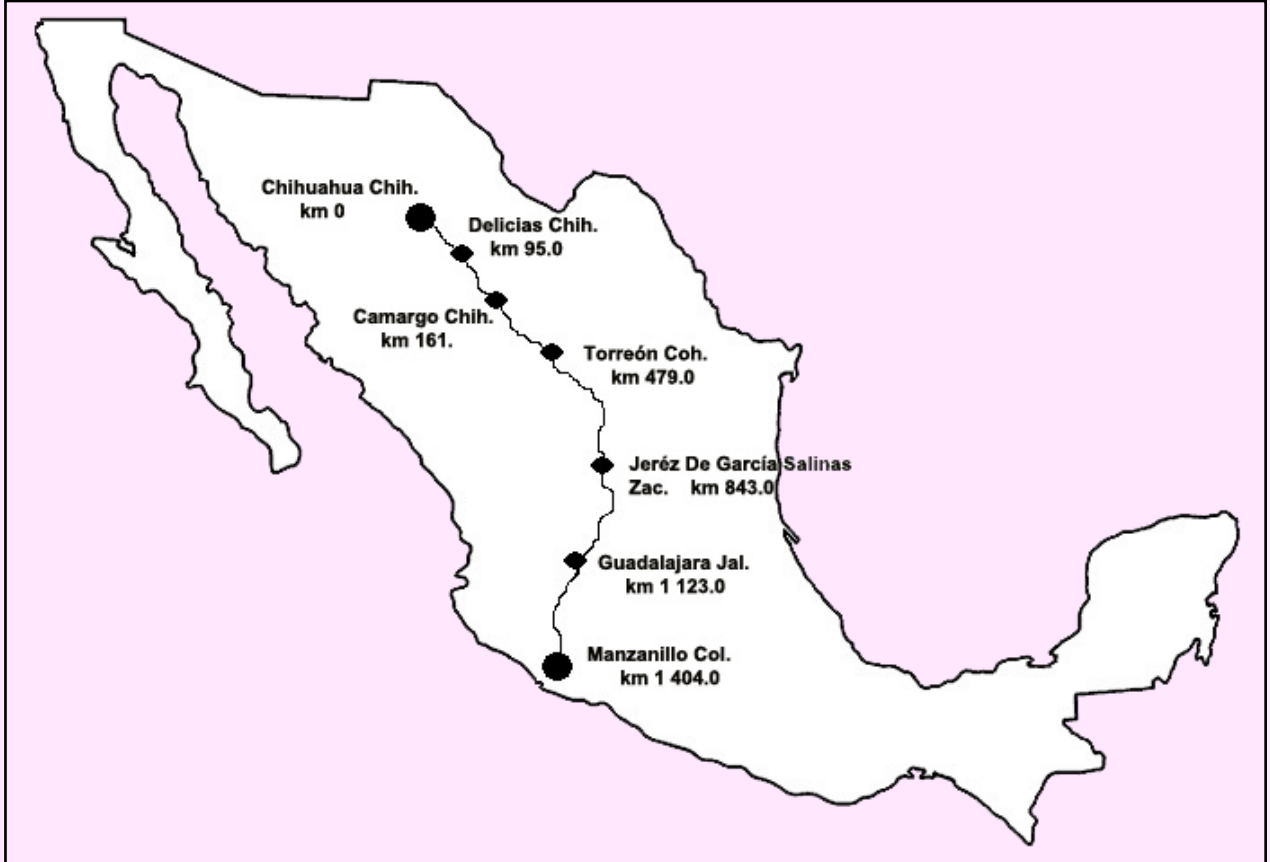 Chihuahua Chih.
km 0
Delicias Chih.
km 95.0
Camargo Chih.
km 161.
Torreón Coh.
km 479.0
Jeréz De García Salinas
Zac. km 843.0
Guadalajara Jal.
km 1 123.0
Manzanillo Col.
km 1 404.0